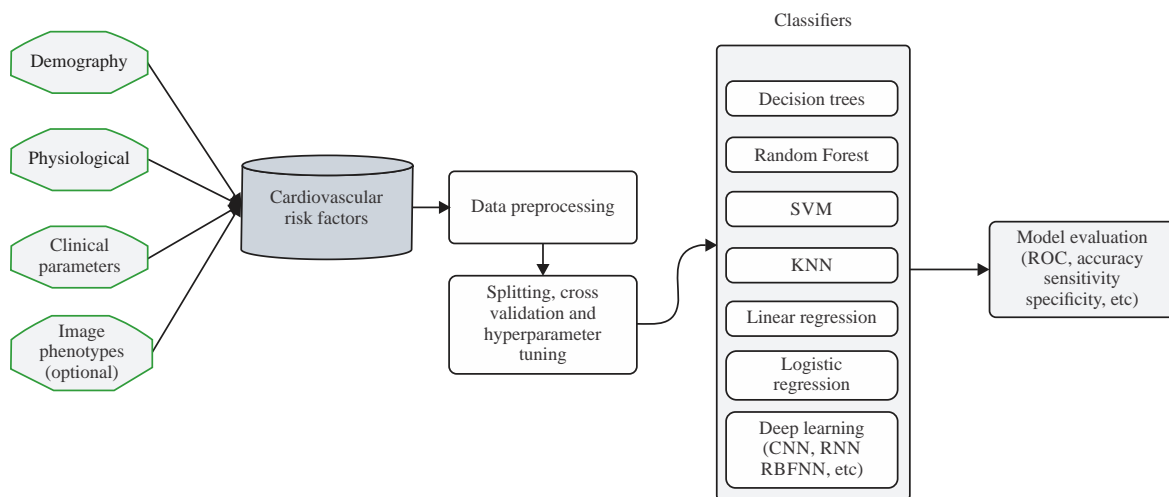 Demography
Physiological
Clinical
parameters
Image
phenotypes
(optional)
Cardiovascular
risk factors
Data preprocessing
Splitting, cross
validation and
hyperparameter
tuning
Classifiers
Decision trees
Random Forest
SVM
KNN
Linear regression
Logistic
regression
Deep learning
(CNN, RNN
RBFNN, etc)
Model evaluation
(ROC, accuracy
sensitivity
specificity, etc)